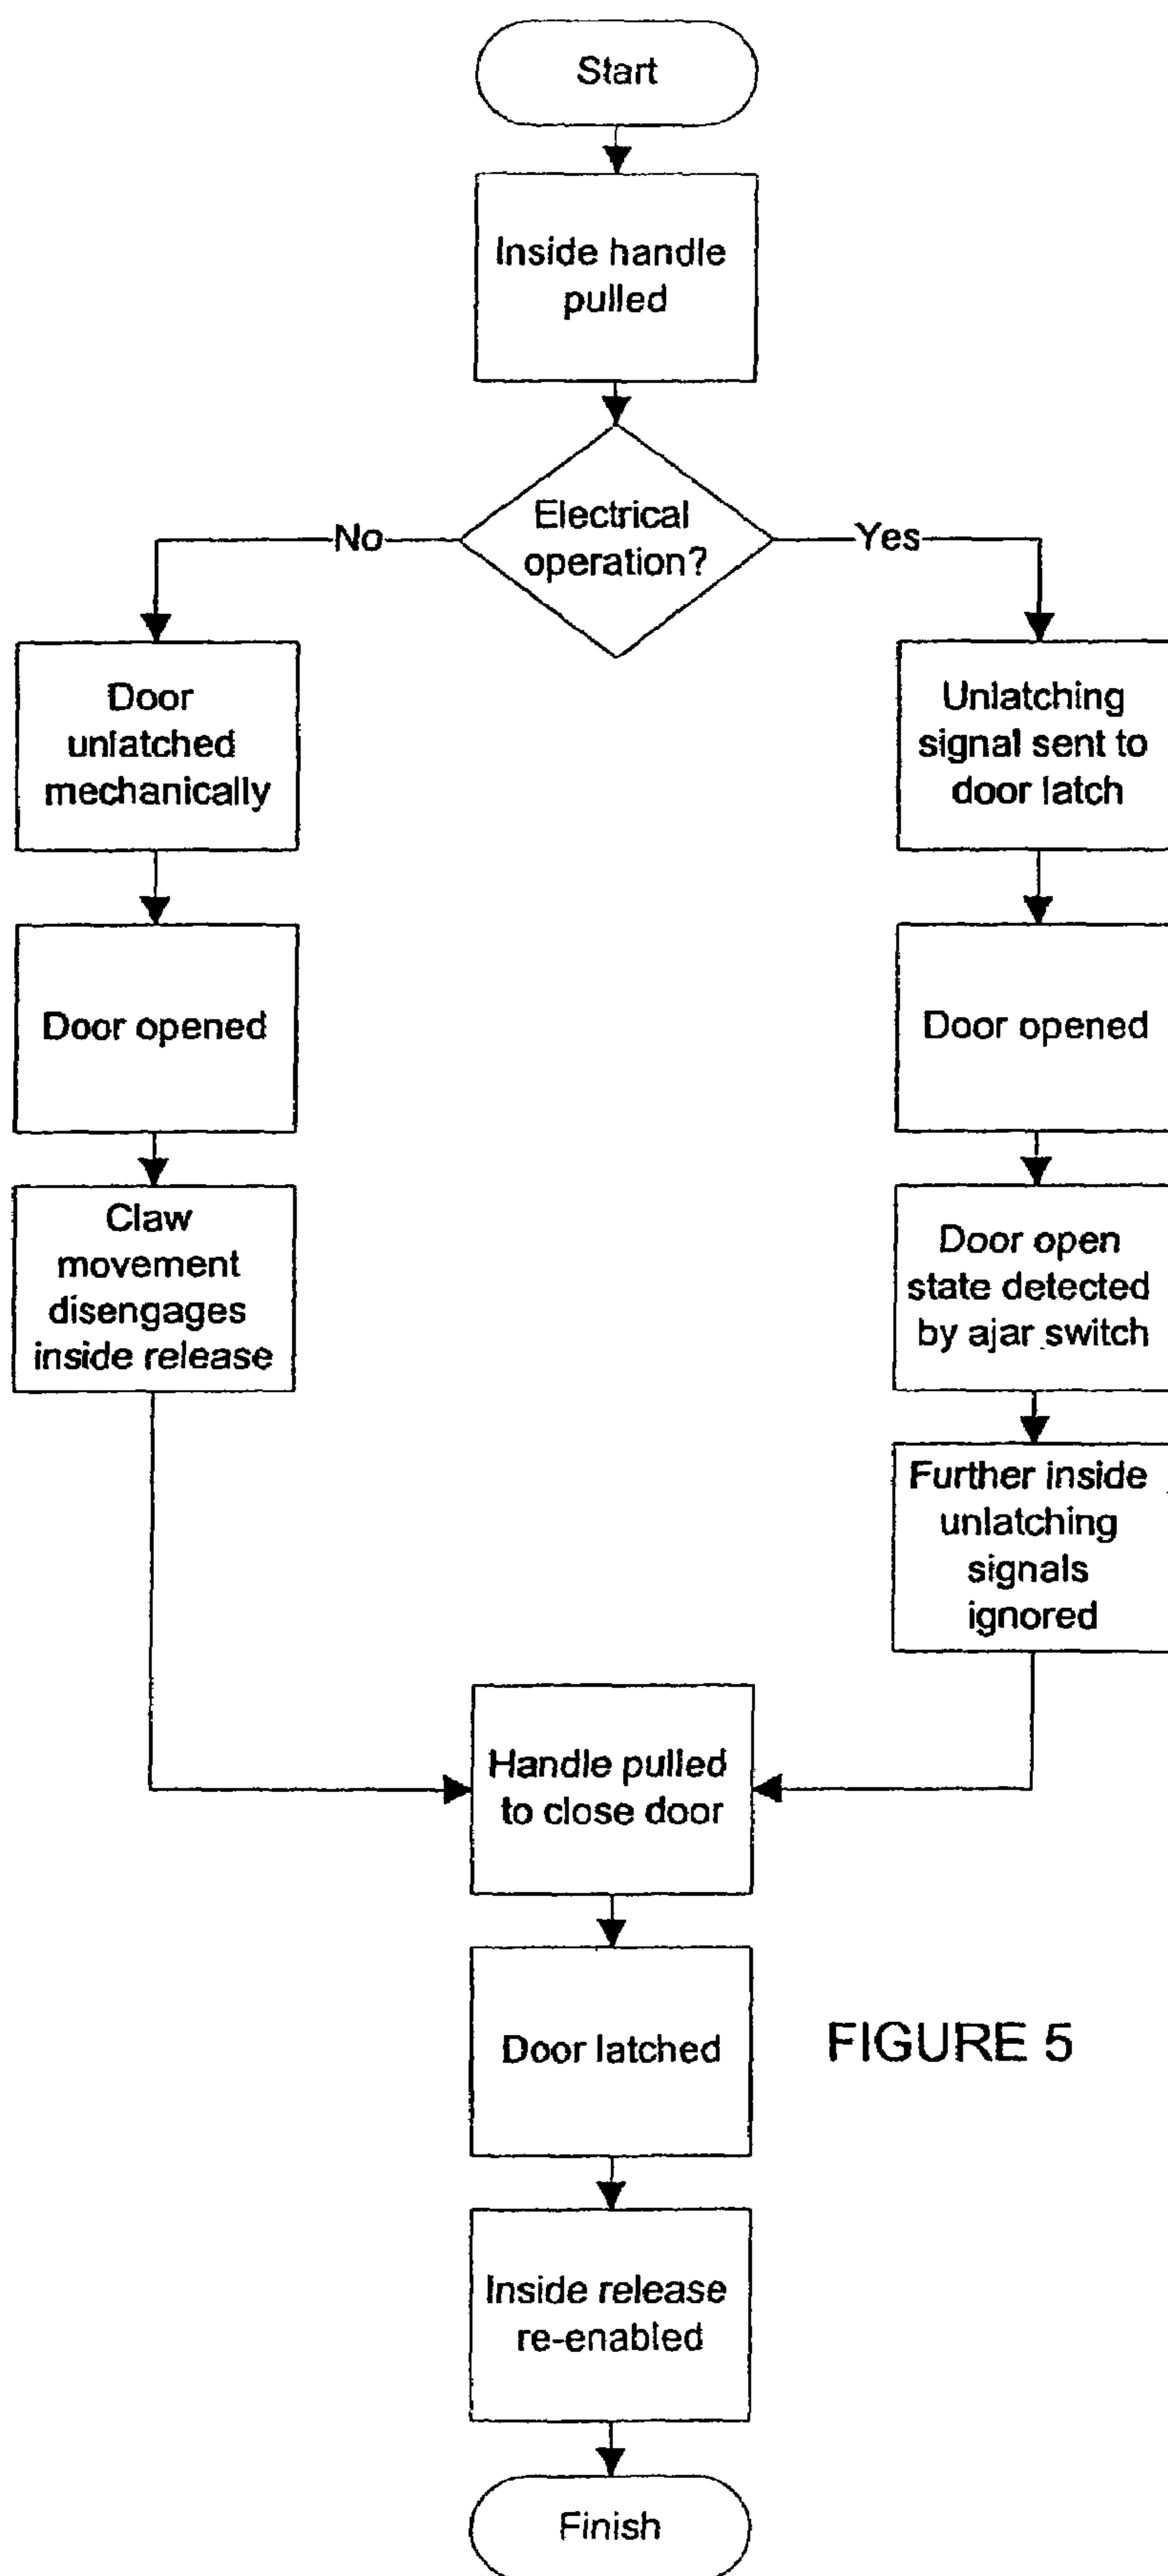 Start
Inside handle
pulled
Electrical
operation?
No
Yes
Door
unlatched
mechanically
Unlatching
signal sent to
door latch
Door opened
Door opened
Claw
movement
disengages
inside release
Door open
state detected
by ajar switch
Further inside
unlatching
signals
ignored
Handle pulled
to close door
Door latched
FIGURE 5
Inside release
re-enabled
Finish